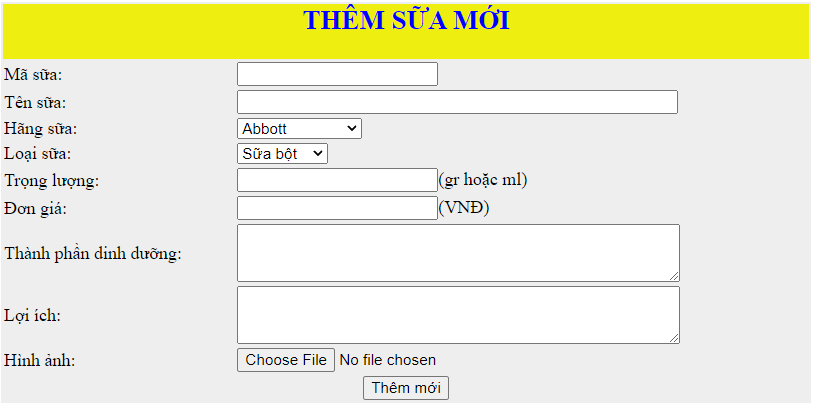 THÊM SỮA MỚI
Mã sữa:
Tên sữa:
Hãng sữa: Abbott
Loại sữa: Sữa bột
Trọng lượng: (gr hoặc ml)
Đơn giá: (VNĐ)
Thành phần dinh dưỡng:
Lợi ích:
Hình ảnh: Choose File No file chosen
Thêm mới